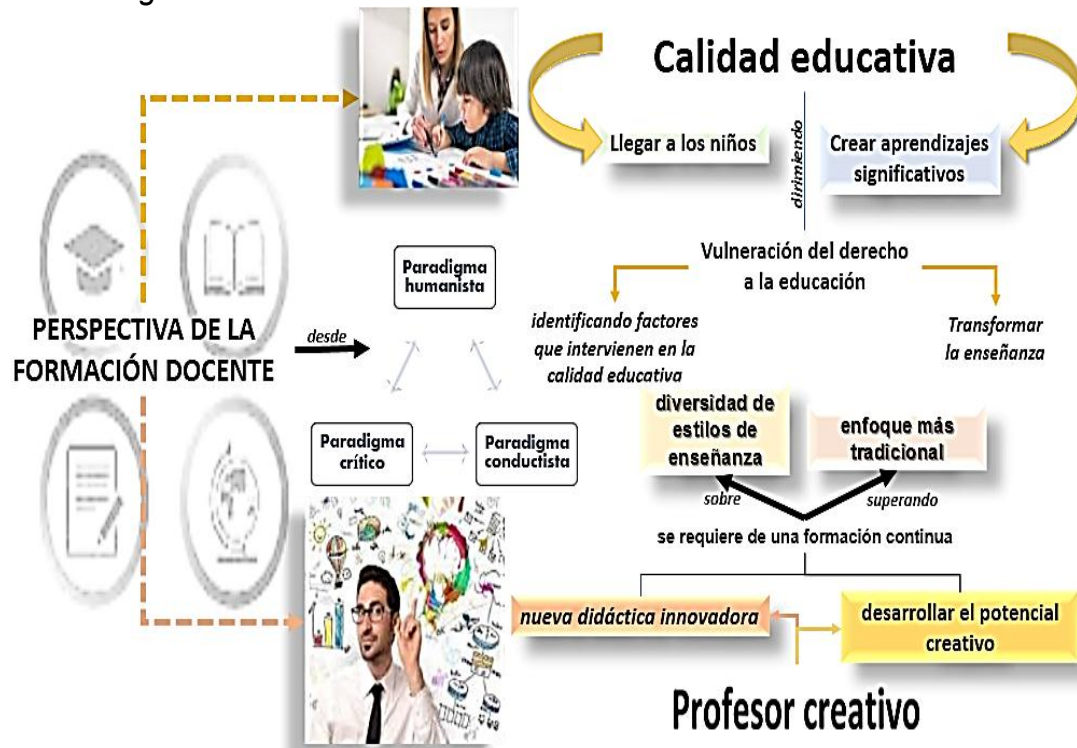 Calidad educativa
Llegar a los niños
dirimiendo
Crear aprendizajes
significativos
Vulneración del derecho
a la educación
identificando factores
que intervienen en la
calidad educativa
Transformar
la enseñanza
PERSPECTIVA DE LA
FORMACIÓN DOCENTE
desde
Paradigma
humanista
Paradigma
crítico
Paradigma
conductista
diversidad de
estilos de
enseñanza
enfoque más
tradicional
sobre
superando
se requiere de una formación continua
nueva didáctica innovadora
desarrollar el potencial
creativo
Profesor creativo